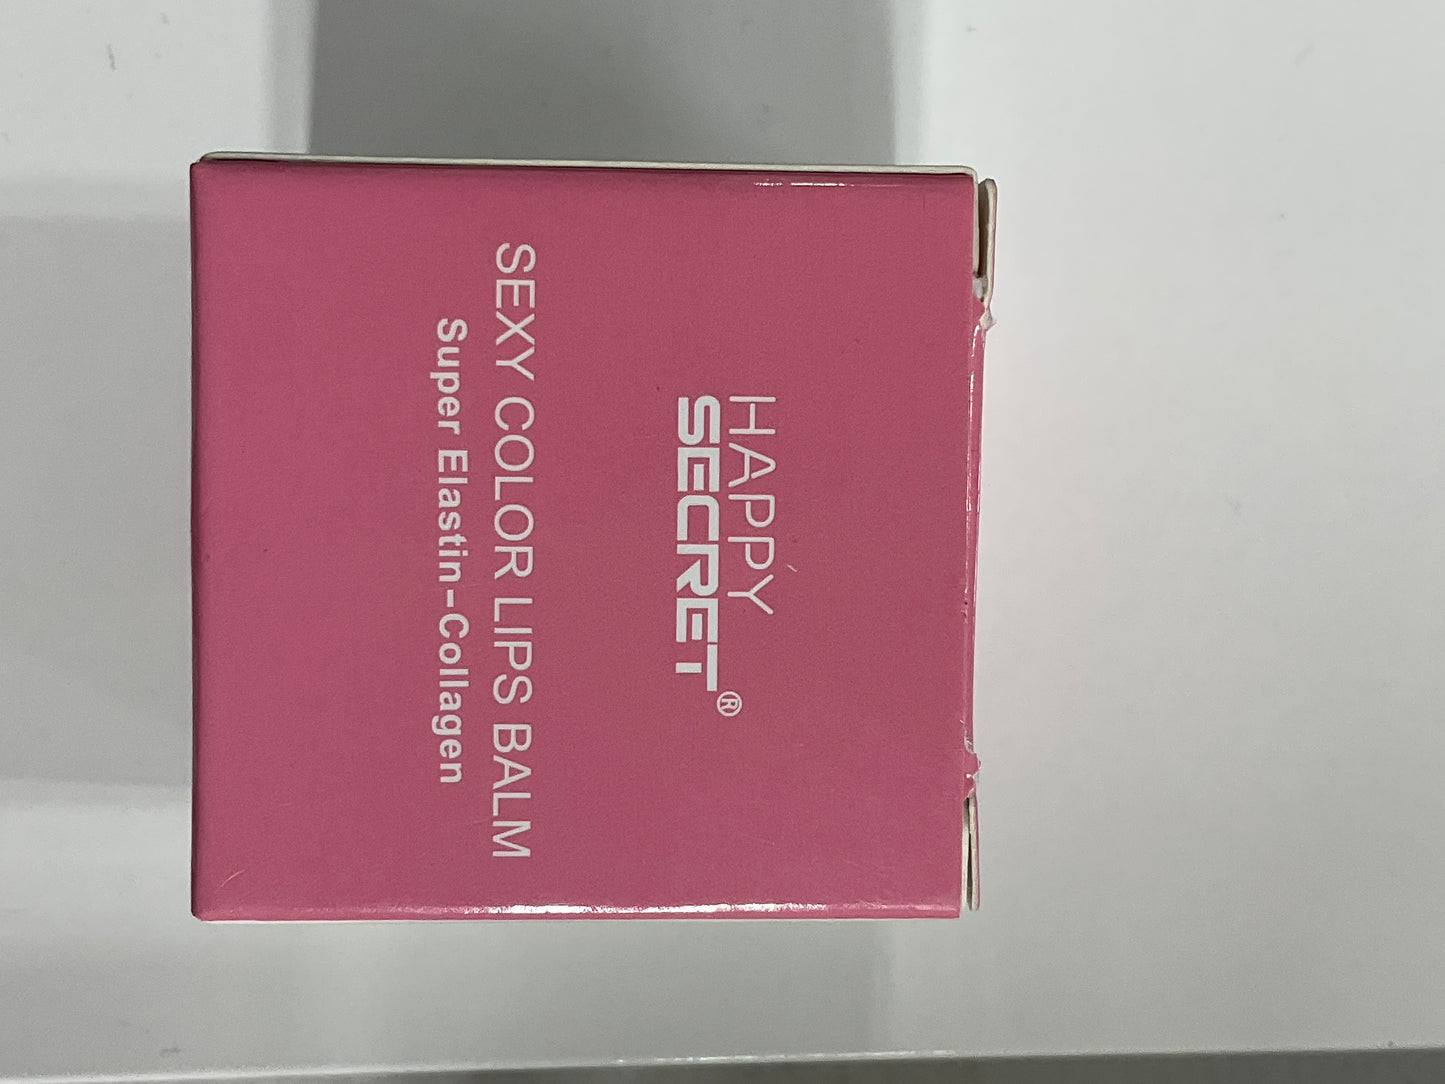 HAPPY
SECRET®
SEXY COLOR LIPS BALM
Super Elastin-Collagen